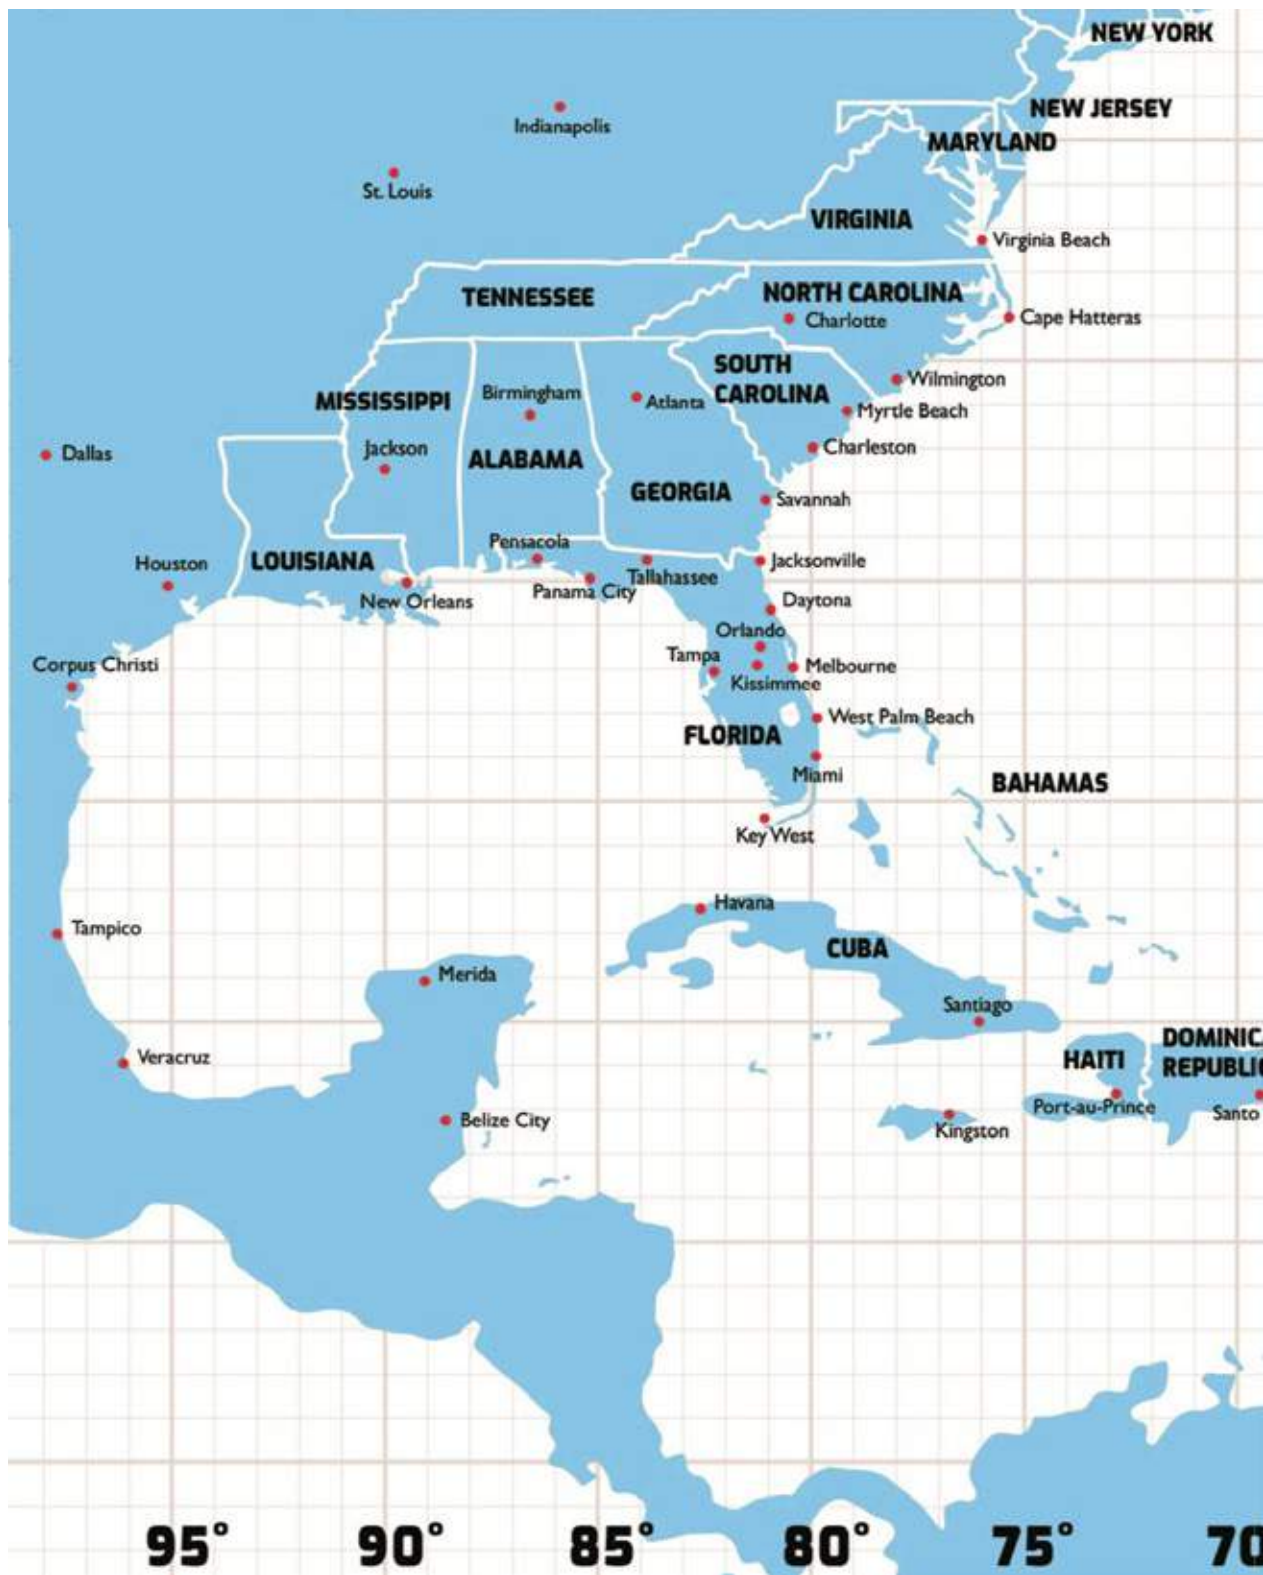 NEW YORK
NEW JERSEY
Indianapolis
MARYLAND
St. Louis
VIRGINIA
Virginia Beach
TENNESSEE
NORTH CAROLINA
Charlotte
Cape Hatteras
SOUTH
CAROLINA
Wilmington
Birmingham
MISSISSIPPI
Atlanta
Myrtle Beach
Jackson
Charleston
Dallas
ALABAMA
GEORGIA
Savannah
Pensacola
LOUISIANA
Houston
Jacksonville
Tallahassee
Panama City
New Orleans
Daytona
Orlando
Tampa
Corpus Christi
Melbourne
Kissimmee
West Palm Beach
FLORIDA
Miami
BAHAMAS
Key West
Havana
Tampico
CUBA
Merida
Santiago
DOMINICA
REPUBLIC
HAITI
Veracruz
Port-au-Prince
Santo
Belize City
Kingston
95° 90° 85° 80° 75° 70